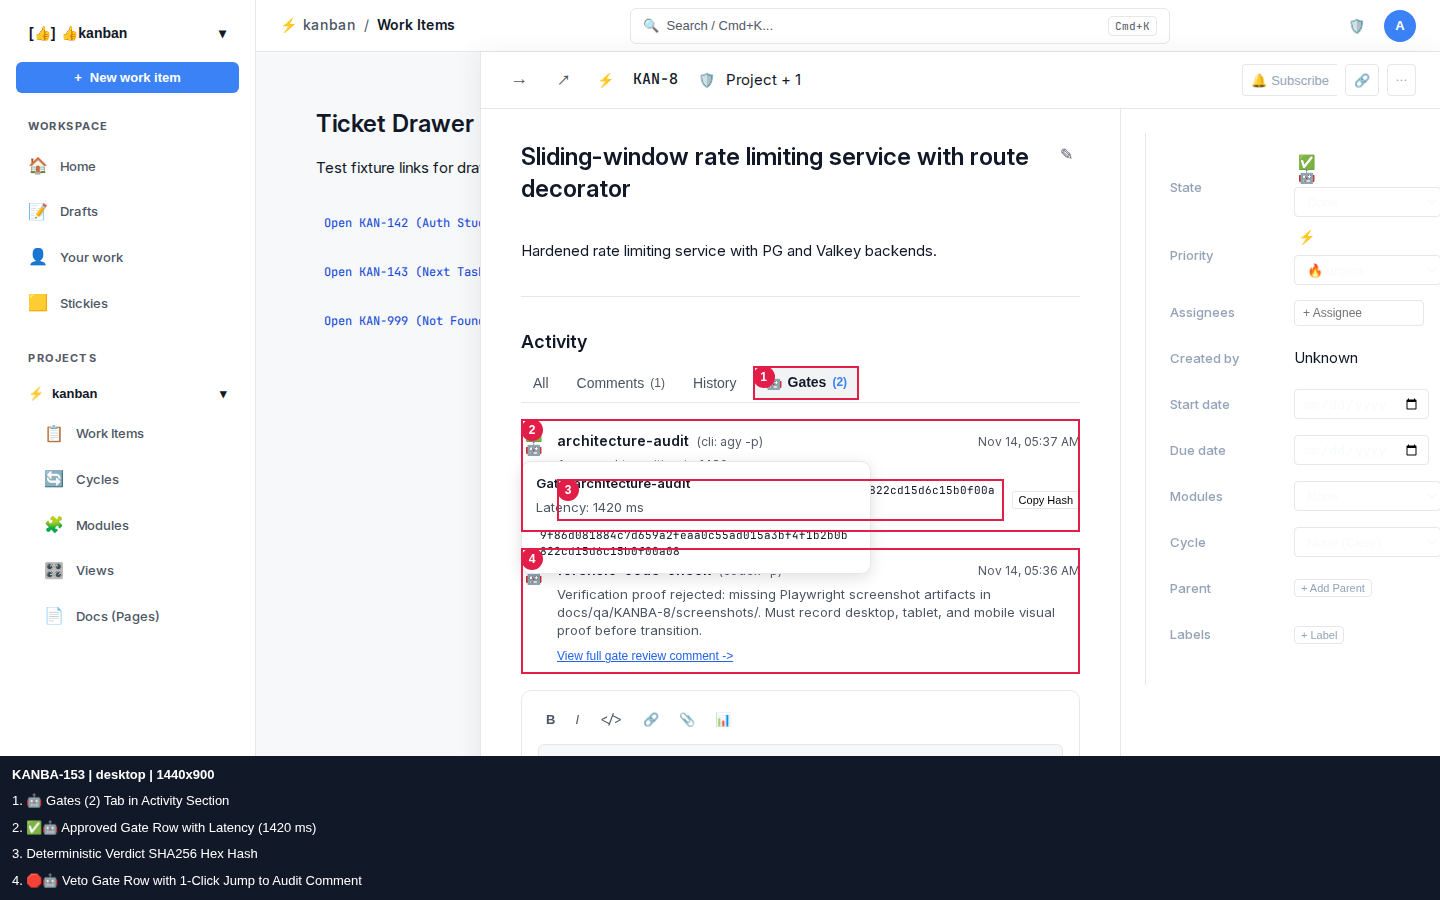 [👍] 👍kanban ▾
+ New work item
WORKSPACE
🏠 Home
📝 Drafts
👤 Your work
🟨 Stickies
PROJECTS
⚡ kanban ▾
📋 Work Items
🔄 Cycles
🧩 Modules
🎛️ Views
📄 Docs (Pages)
⚡ kanban / Work Items
🔍 Search / Cmd+K... Cmd+K
🛡️ A
Ticket Drawer
Test fixture links for dra
Open KAN-142 (Auth Stu
Open KAN-143 (Next Tas
Open KAN-999 (Not Foun
→ ↗ ⚡ KAN-8 🛡️ Project + 1
🔔 Subscribe 🔗 ...
Sliding-window rate limiting service with route
decorator
✎
Hardened rate limiting service with PG and Valkey backends.
Activity
All Comments (1) History 🤖 Gates (2)
1
2
architecture-audit (cli: agy -p) Nov 14, 05:37 AM
Gate: architecture-audit
3
822cd15d6c15b0f00a
Copy Hash
Latency: 1420 ms
9f86d081884c7d659a2feaa0c55ad015a3bf4f1b2b0b
822cd15d6c15b0f00a08
4
Nov 14, 05:36 AM
Verification proof rejected: missing Playwright screenshot artifacts in
docs/qa/KANBA-8/screenshots/. Must record desktop, tablet, and mobile visual
proof before transition.
View full gate review comment ->
B I </> 🔗 📎 📊
State ✅🤖
Priority ⚡
🔥
Assignees + Assignee
Created by Unknown
Start date
Due date
Modules
Cycle
Parent + Add Parent
Labels + Label
KANBA-153 | desktop | 1440x900
1. 🤖 Gates (2) Tab in Activity Section
2. ✅🤖 Approved Gate Row with Latency (1420 ms)
3. Deterministic Verdict SHA256 Hex Hash
4. 🛑🤖 Veto Gate Row with 1-Click Jump to Audit Comment